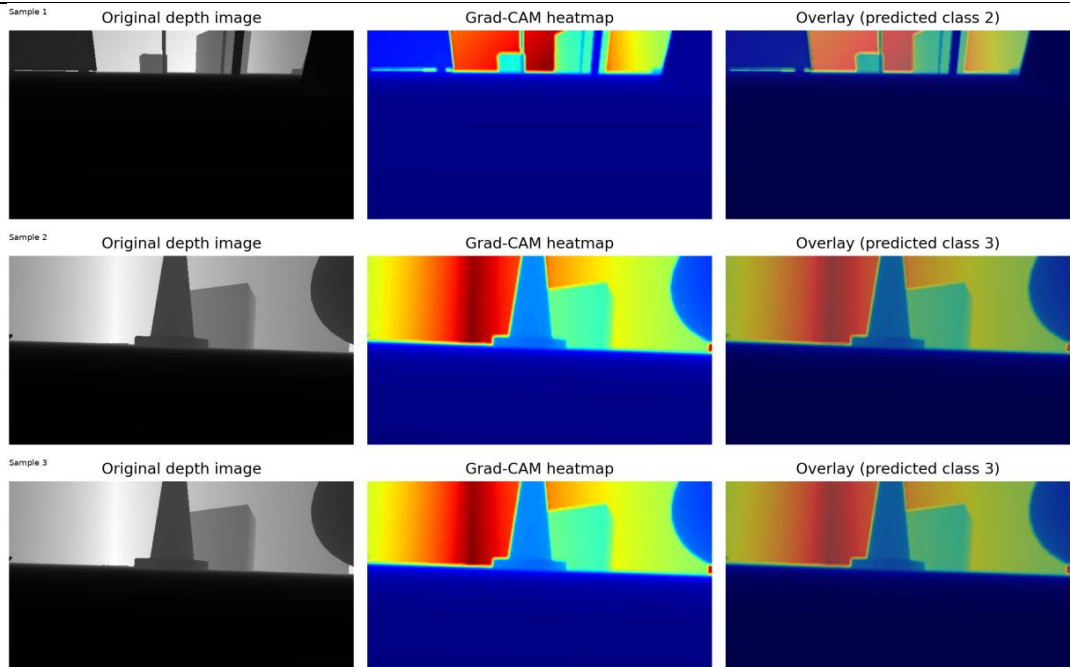 Sample 1
Original depth image
Grad-CAM heatmap
Overlay (predicted class 2)
Sample 2
Original depth image
Grad-CAM heatmap
Overlay (predicted class 3)
Sample 3
Original depth image
Grad-CAM heatmap
Overlay (predicted class 3)